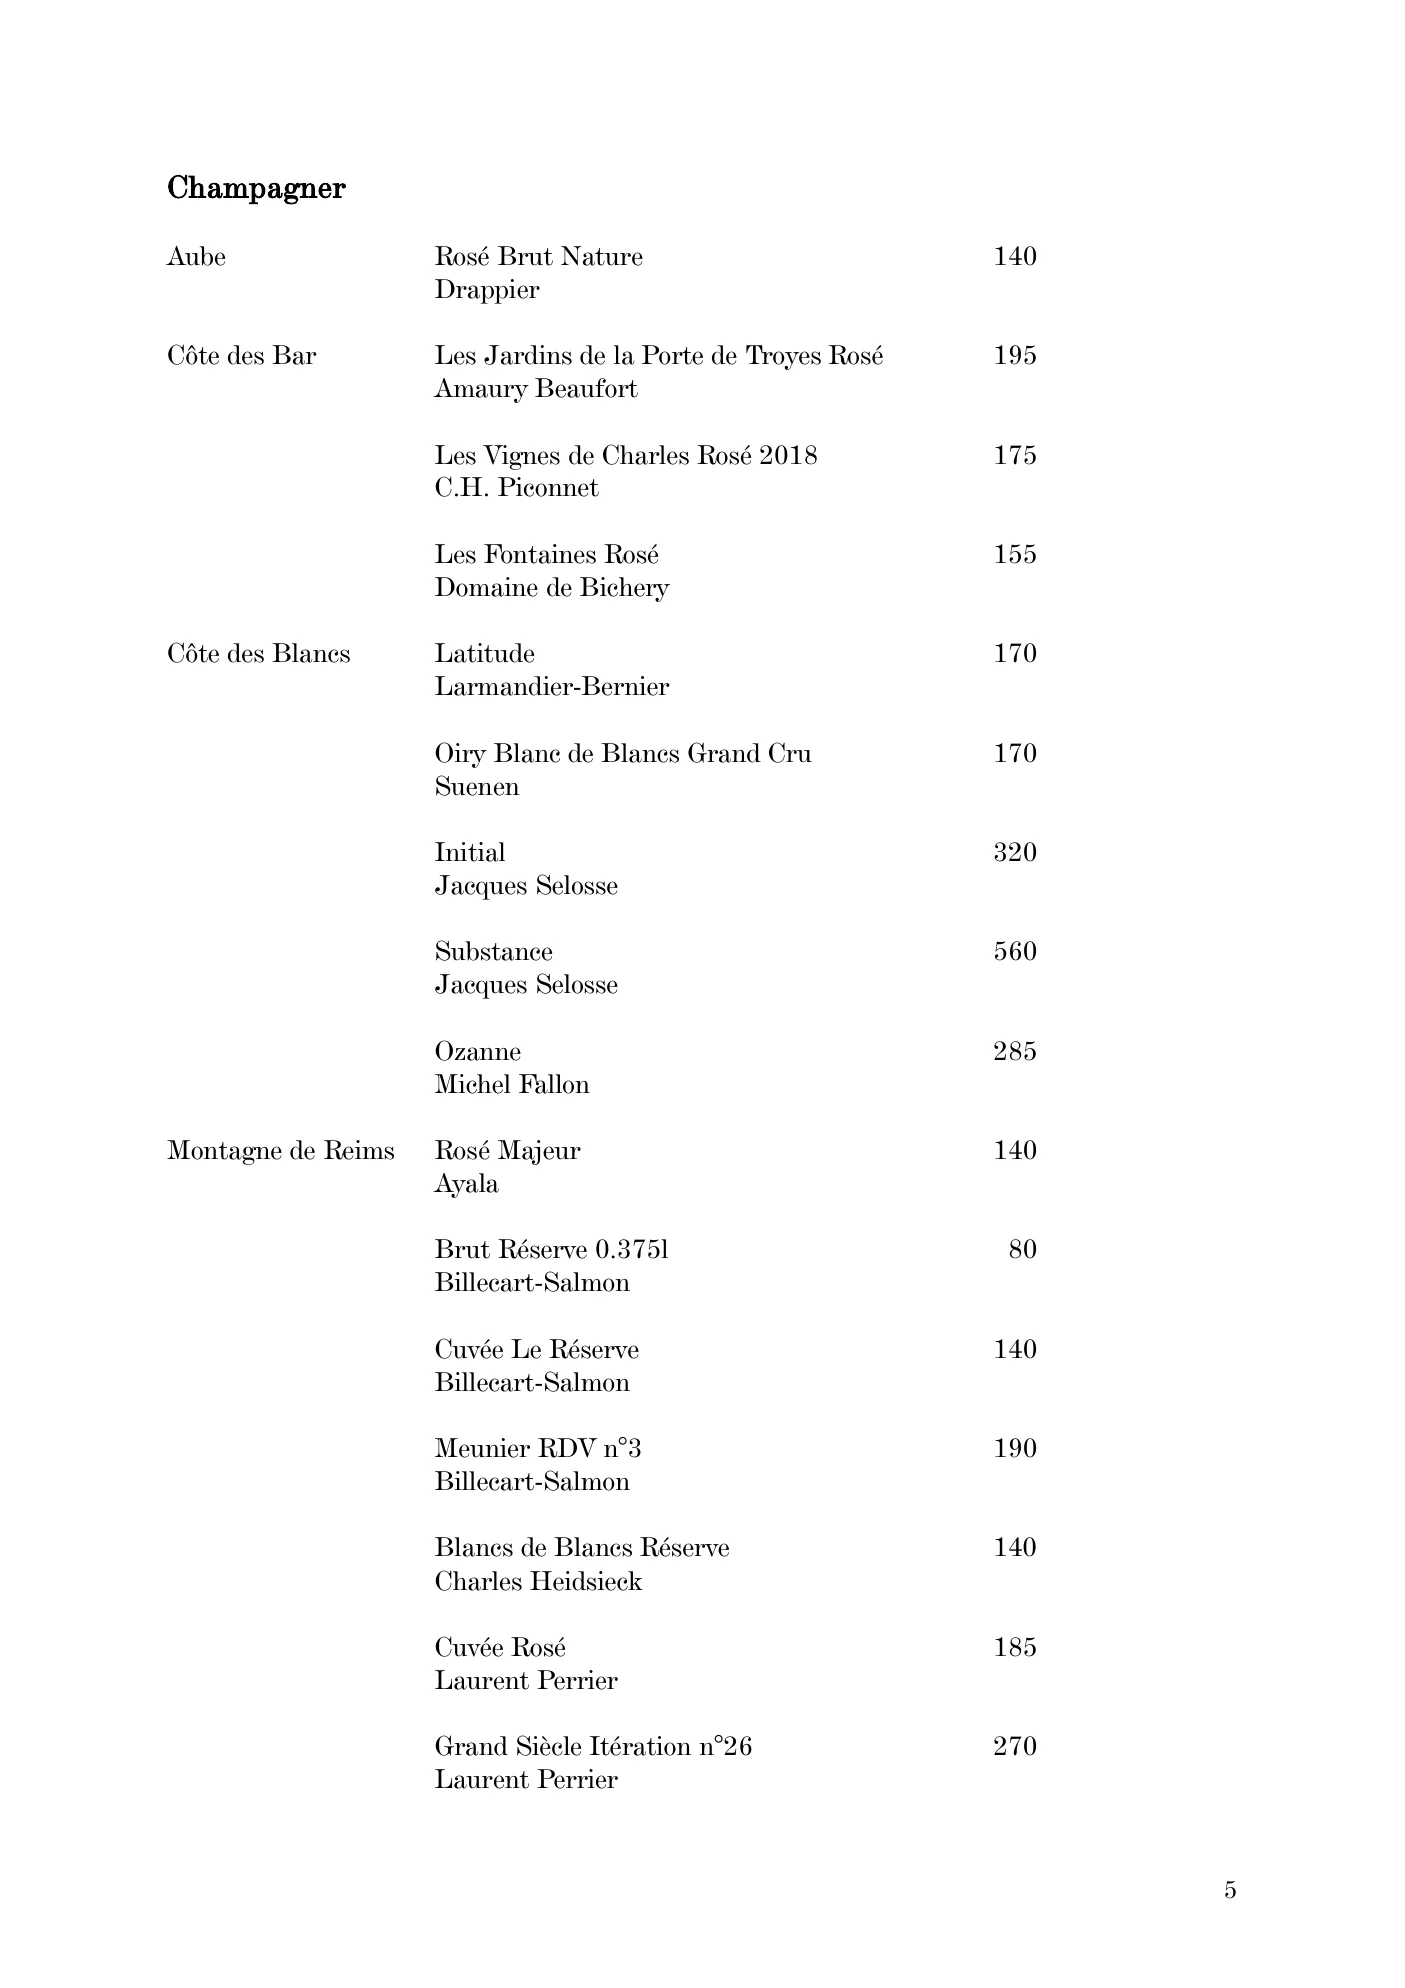 Champagner
Aube Rosé Brut Nature 140
Drappier
Côte des Bar Les Jardins de la Porte de Troyes Rosé 195
Amaury Beaufort
Les Vignes de Charles Rosé 2018 175
C.H. Piconnet
Les Fontaines Rosé 155
Domaine de Bichery
Côte des Blancs Latitude 170
Larmandier-Bernier
Oiry Blanc de Blancs Grand Cru 170
Suenen
Initial 320
Jacques Selosse
Substance 560
Jacques Selosse
Ozanne 285
Michel Fallon
Montagne de Reims Rosé Majeur 140
Ayala
Brut Réserve 0.375l 80
Billecart-Salmon
Cuvée Le Réserve 140
Billecart-Salmon
Meunier RDV n°3 190
Billecart-Salmon
Blancs de Blancs Réserve 140
Charles Heidsieck
Cuvée Rosé 185
Laurent Perrier
Grand Siècle Itération n°26 270
Laurent Perrier
5